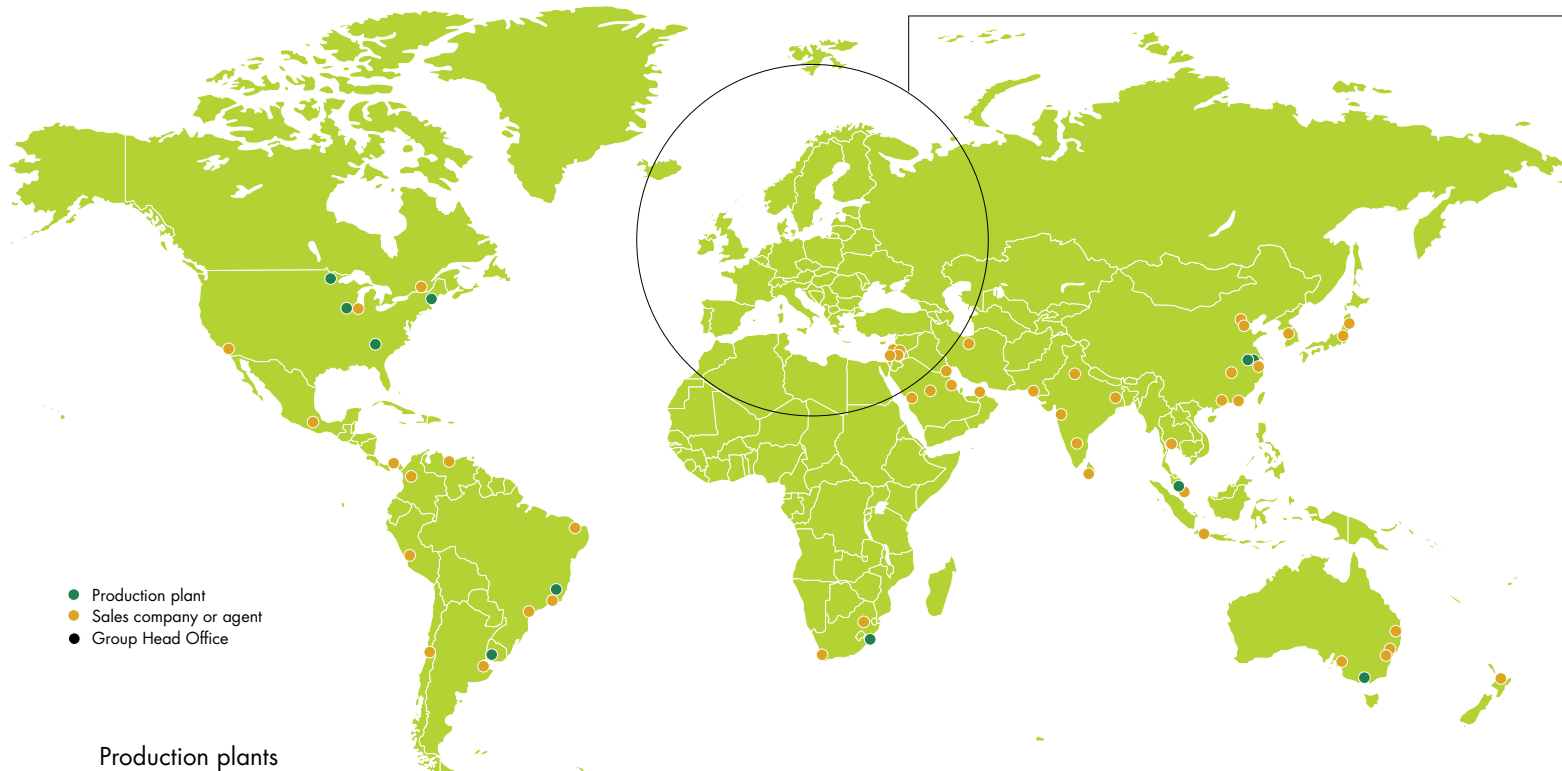 Production plant
Sales company or agent
Group Head Office
Production plants